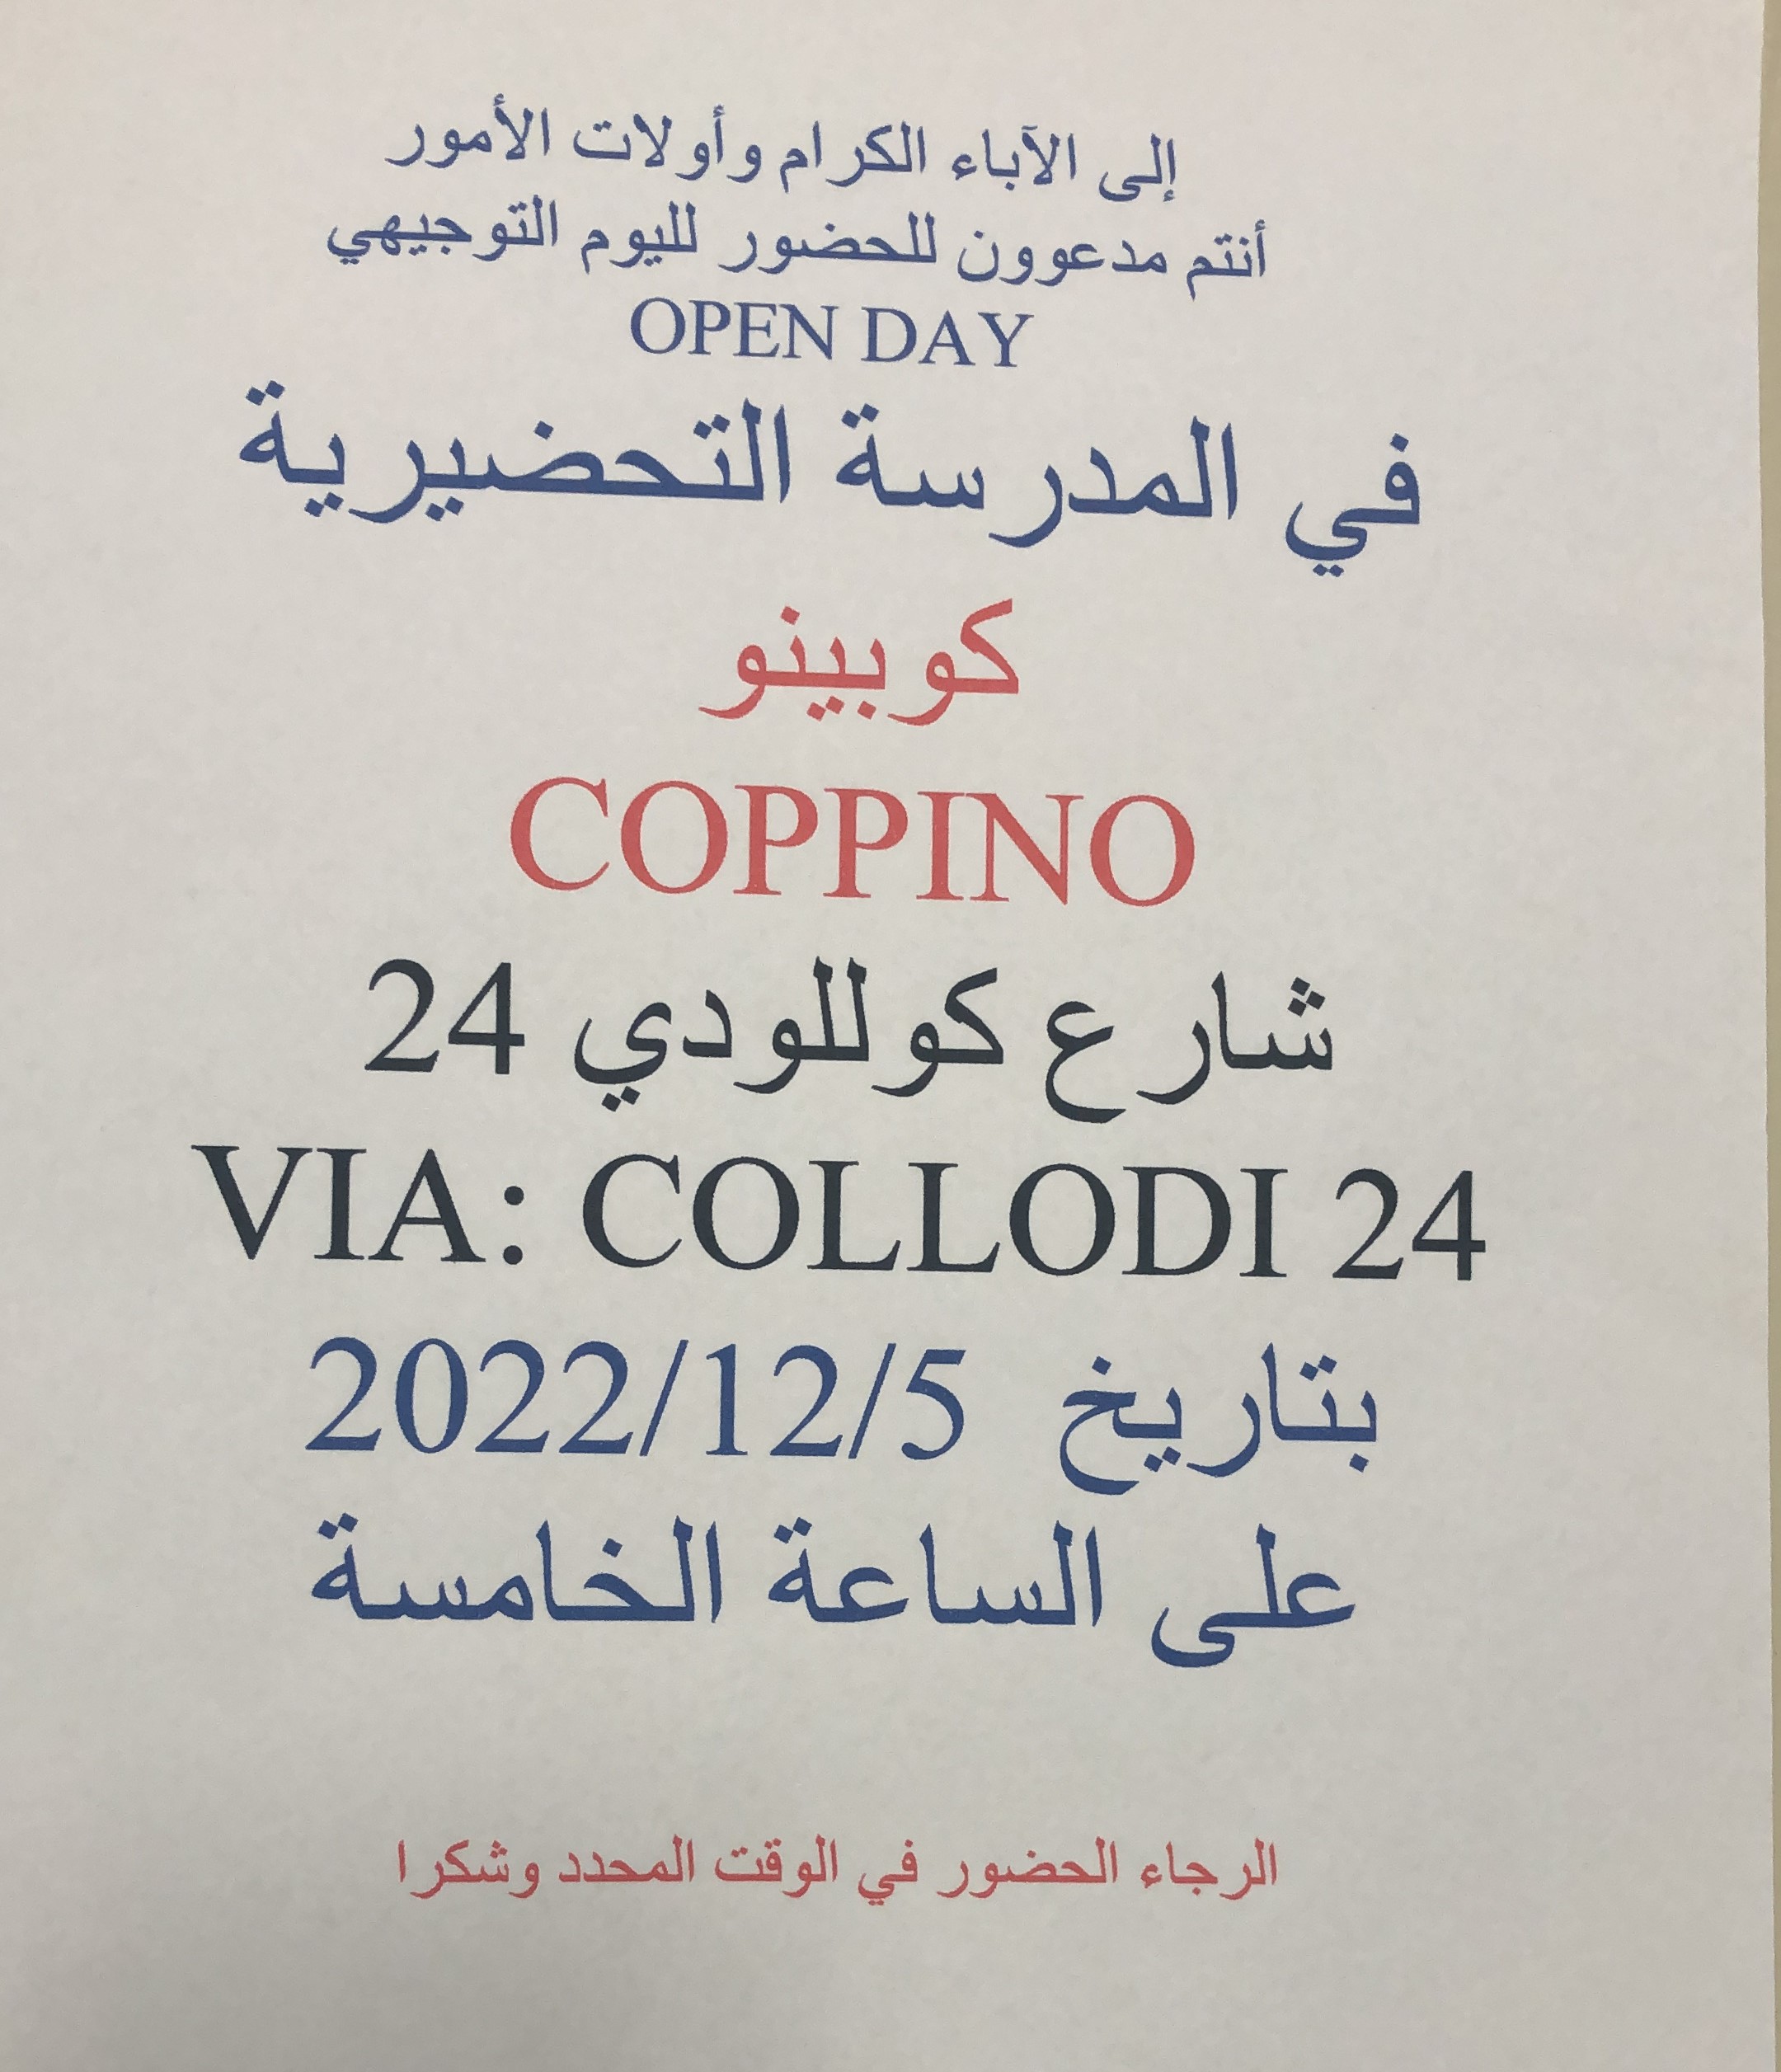 إلى الآباء الكرام وأولات الأمور
أنتم مدعوون للحضور لليوم التوجيهي
OPEN DAY
في المدرسة التحضيرية
كوبينو
COPPINO
شارع كوللودي 24
VIA: COLLODI 24
بتاريخ 2022/12/5
على الساعة الخامسة
الرجاء الحضور في الوقت المحدد وشكرا